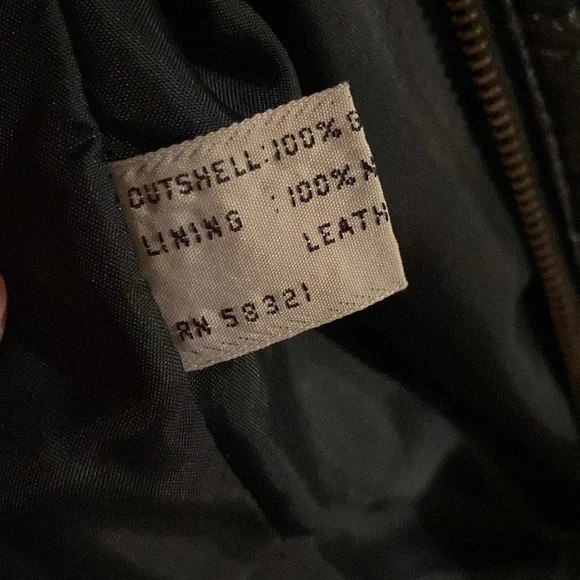 OUTSHELL:100% G
LINING :100% N
LEATH
RN 58321